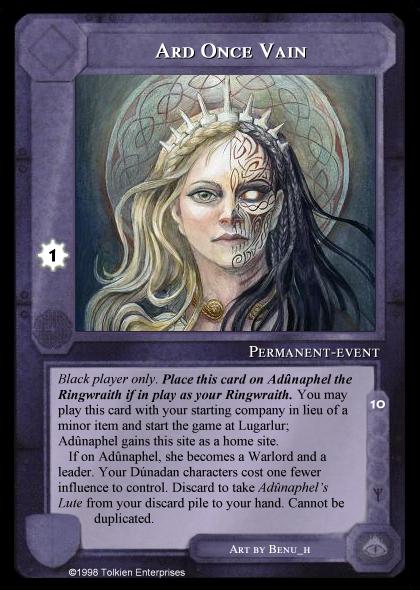 ARD ONCE VAIN
1
PERMANENT-EVENT
Black player only. Place this card on Adûnaphel the
Ringwraith if in play as your Ringwraith. You may
play this card with your starting company in lieu of a
minor item and start the game at Lugarlur;
Adûnaphel gains this site as a home site.
If on Adûnaphel, she becomes a Warlord and a
leader. Your Dúnadan characters cost one fewer
influence to control. Discard to take Adûnaphel's
Lute from your discard pile to your hand. Cannot be
duplicated.
10
ART BY BENU_H
©1998 Tolkien Enterprises